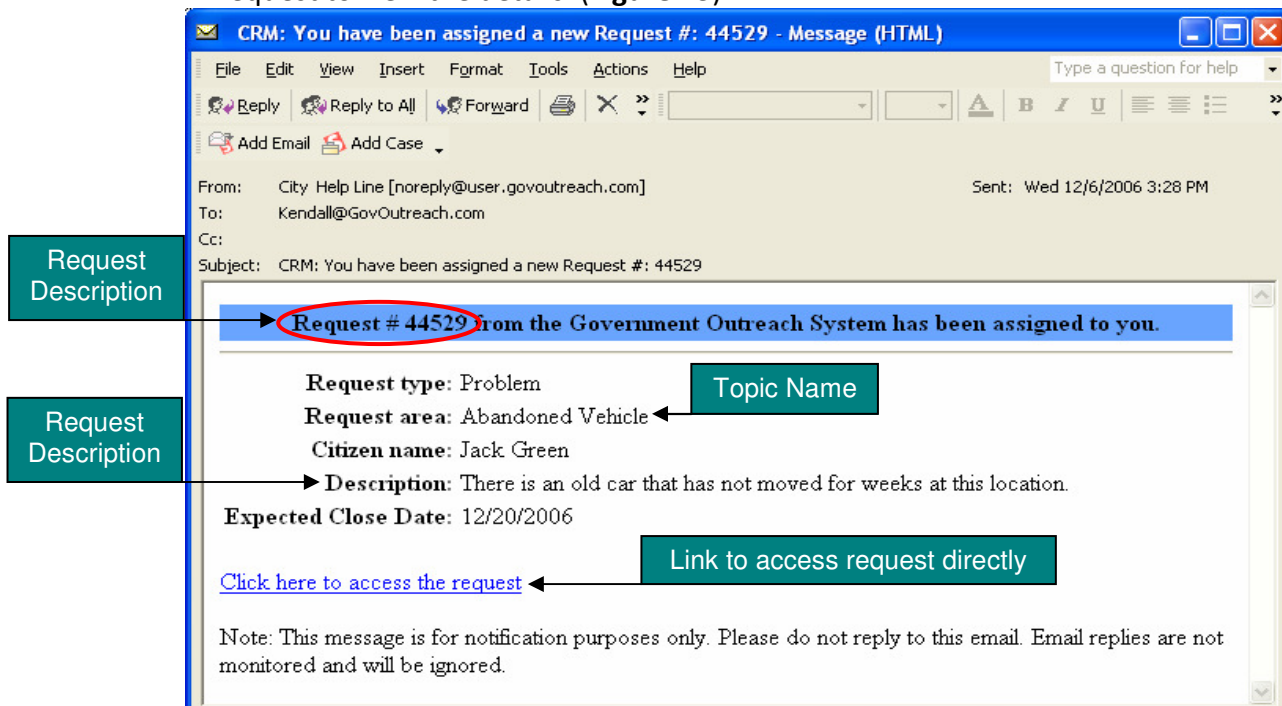 CRM: You have been assigned a new Request #: 44529 - Message (HTML)
File Edit View Insert Format Tools Actions Help Type a question for help
Reply Reply to All Forward A B I U
Add Email Add Case
From: City Help Line [noreply@user.govoutreach.com] Sent: Wed 12/6/2006 3:28 PM
To: Kendall@GovOutreach.com
Cc:
Subject: CRM: You have been assigned a new Request #: 44529
Request
Description
Request # 44529 from the Government Outreach System has been assigned to you.
Request type: Problem
Topic Name
Request area: Abandoned Vehicle
Request
Description
Citizen name: Jack Green
Description: There is an old car that has not moved for weeks at this location.
Expected Close Date: 12/20/2006
Link to access request directly
Click here to access the request
Note: This message is for notification purposes only. Please do not reply to this email. Email replies are not
monitored and will be ignored.